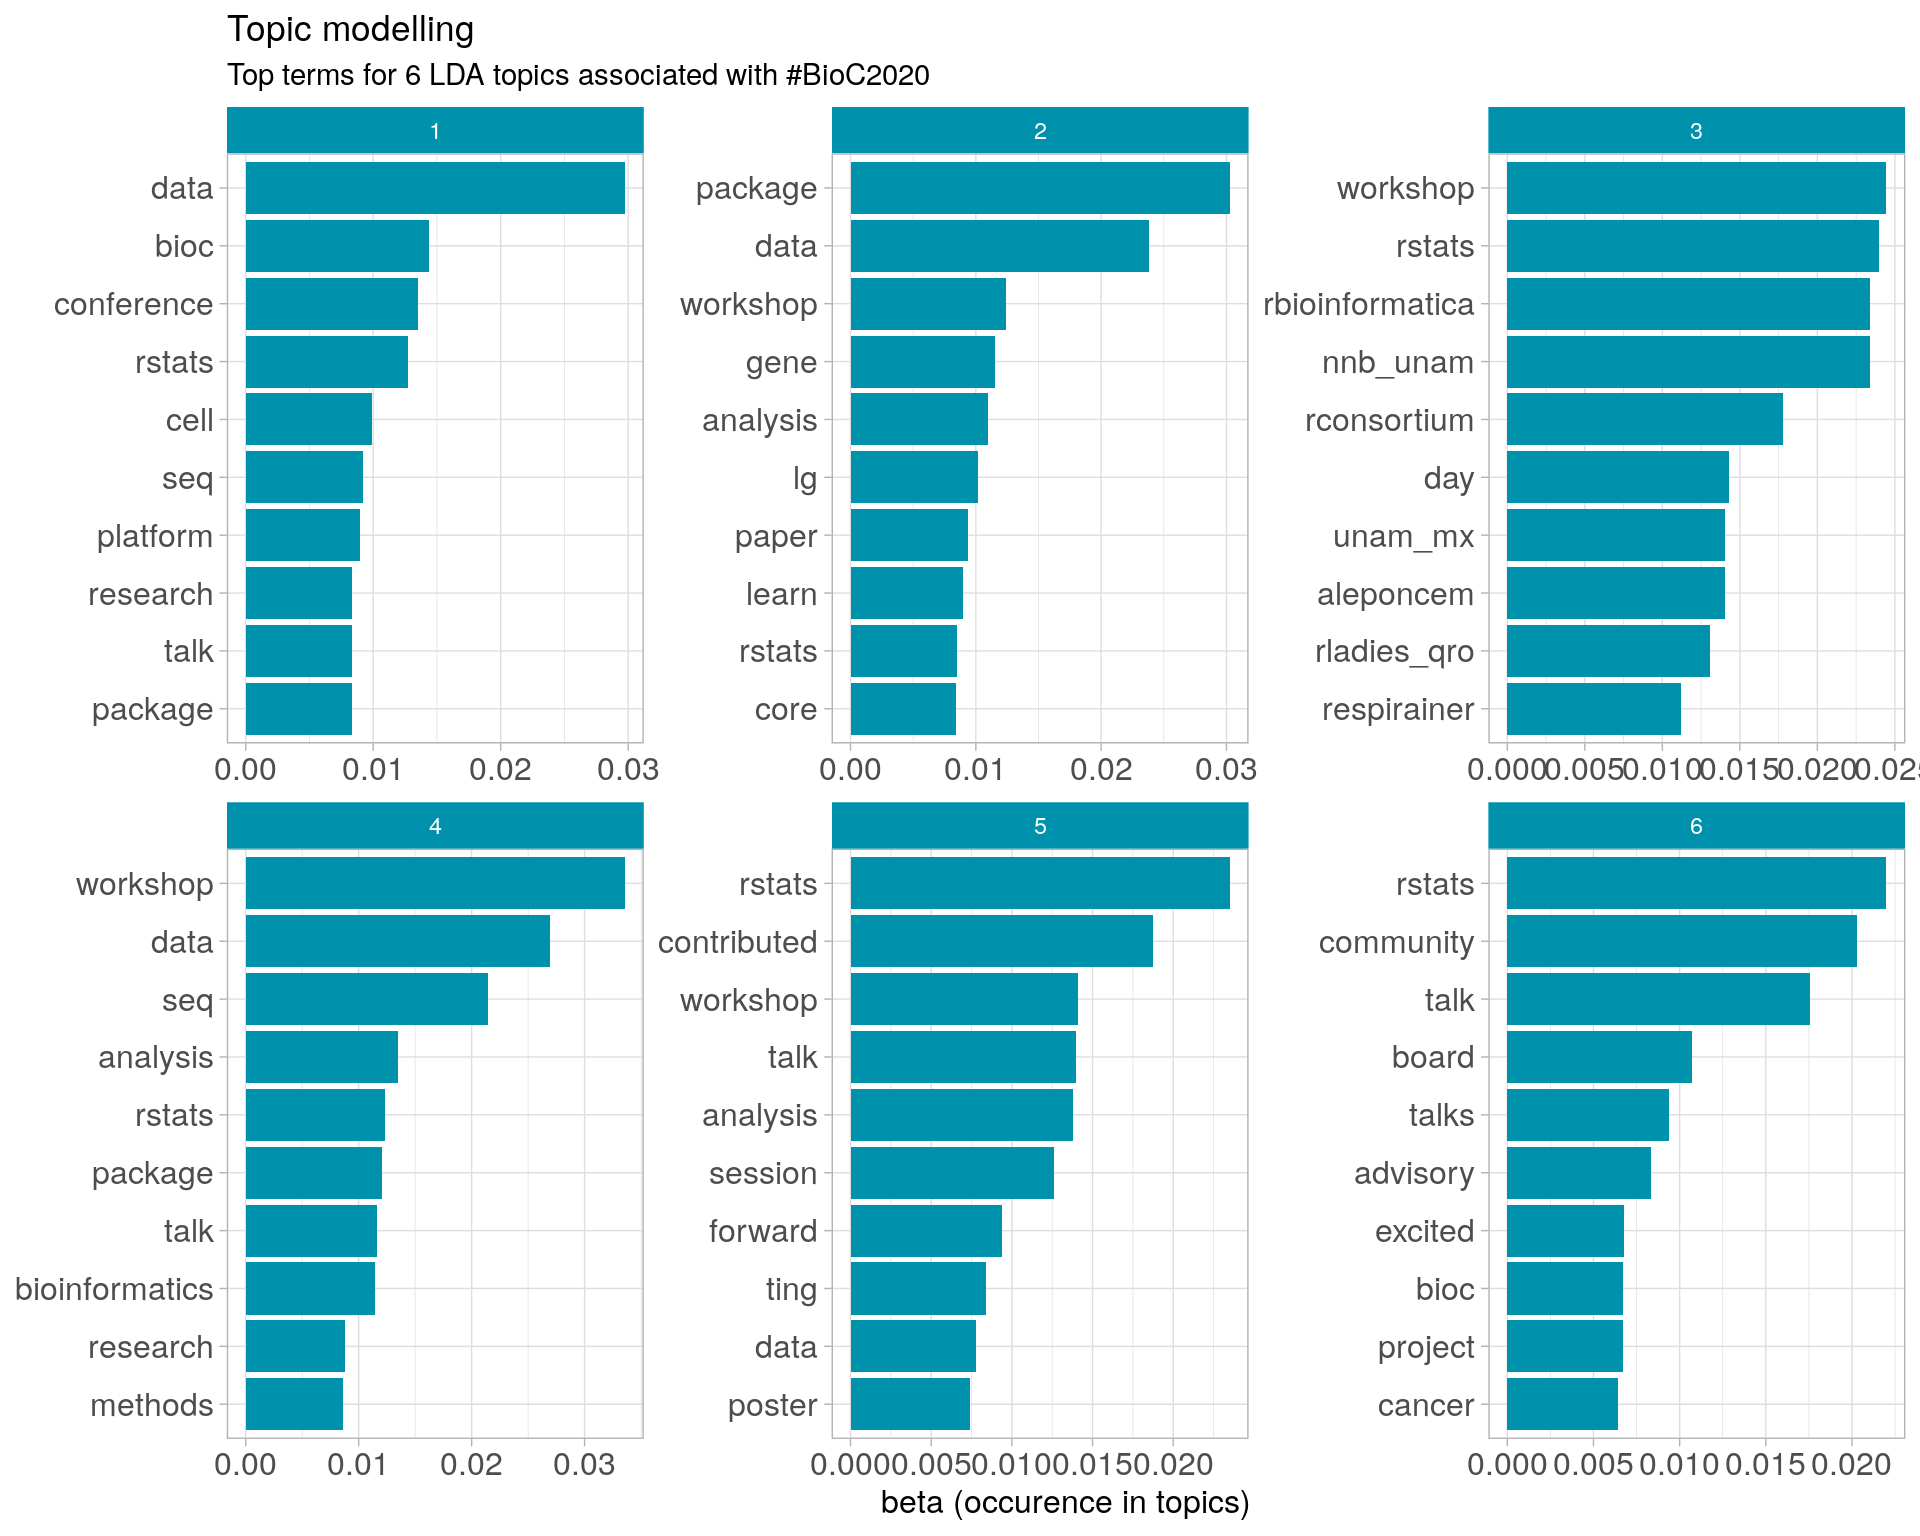 Topic modelling
Top terms for 6 LDA topics associated with #BioC2020
1
data
bioc
conference
rstats
cell
seq
platform
research
talk
package
0.00 0.01 0.02 0.03
2
package
data
workshop
gene
analysis
lg
paper
learn
rstats
core
0.00 0.01 0.02 0.03
3
workshop
rstats
rbioinformatica
nnb_unam
rconsortium
day
unam_mx
aleponcem
rladies_qro
respirainer
0.000 0.005 0.010 0.015 0.020 0.025
4
workshop
data
seq
analysis
rstats
package
talk
bioinformatics
research
methods
0.00 0.01 0.02 0.03
5
rstats
contributed
workshop
talk
analysis
session
forward
ting
data
poster
0.000 0.005 0.010 0.015 0.020
6
rstats
community
talk
board
talks
advisory
excited
bioc
project
cancer
0.000 0.005 0.010 0.015 0.020
beta (occurence in topics)